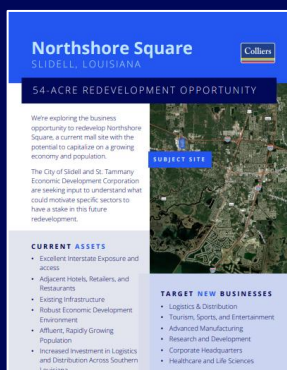 Northshore Square
SLIDELL, LOUISIANA
Colliers
54-ACRE REDEVELOPMENT OPPORTUNITY
We're exploring the business
opportunity to redevelop Northshore
Square, a current mall site with the
potential to capitalize on a growing
economy and population.
The City of Slidell and St. Tammany
Economic Development Corporation
are seeking input to understand what
could motivate specific sectors to
have a stake in this future
redevelopment.
SUBJECT SITE
CURRENT ASSETS
• Excellent Interstate Exposure and
access
• Adjacent Hotels, Retailers, and
Restaurants
• Existing Infrastructure
• Robust Economic Development
Environment
• Affluent, Rapidly Growing
Population
• Increased Investment in Logistics
and Distribution Across Southern
Louisiana
TARGET NEW BUSINESSES
• Logistics & Distribution
• Tourism, Sports, and Entertainment
• Advanced Manufacturing
• Research and Development
• Corporate Headquarters
• Healthcare and Life Sciences